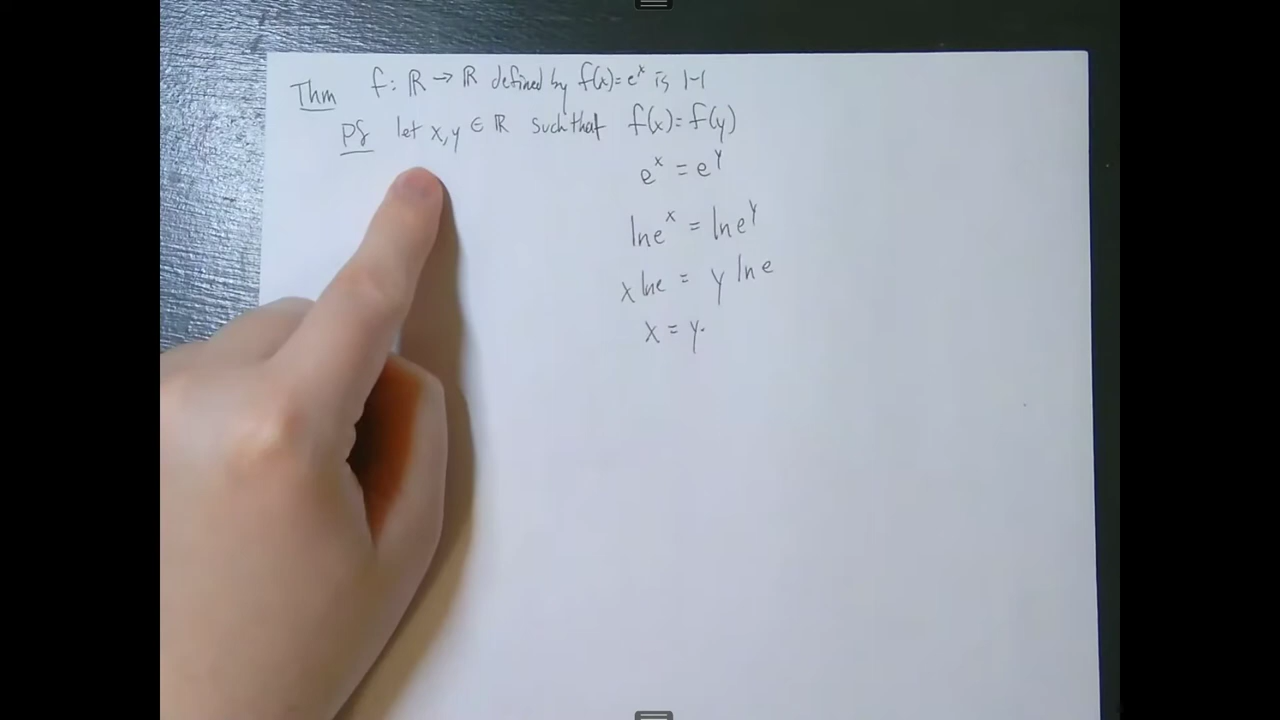 Thm f: ℝ → ℝ defined by f(x) = eˣ is 1-1
Pf let x, y ∈ ℝ such that f(x) = f(y)
eˣ = eʸ
ln eˣ = ln eʸ
x ln e = y ln e
x = y.